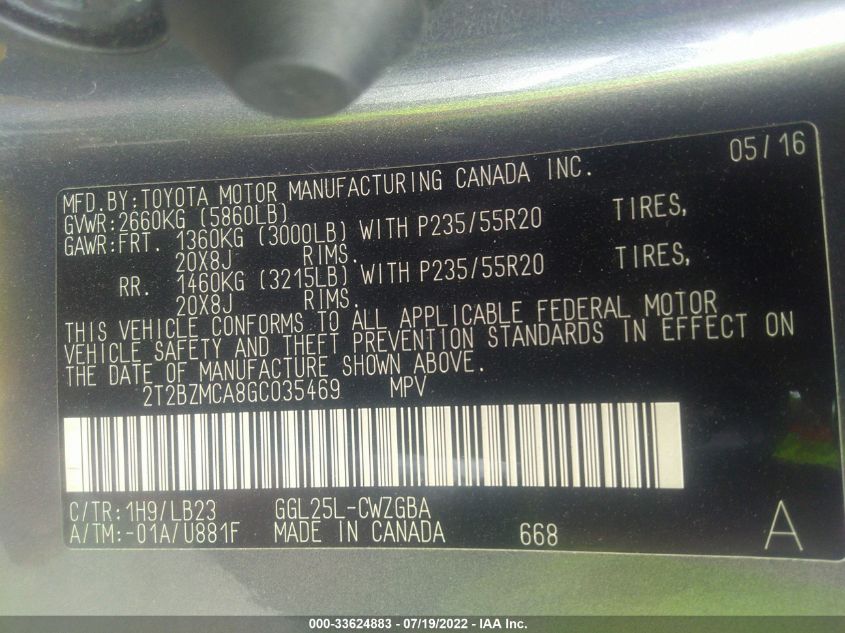 05/16
MFD.BY:TOYOTA MOTOR MANUFACTURING CANADA INC.
GVWR:2660KG (5860LB)
GAWR:FRT. 1360KG (3000LB) WITH P235/55R20 TIRES,
20X8J RIMS.
RR. 1460KG (3215LB) WITH P235/55R20 TIRES,
20X8J RIMS.
THIS VEHICLE CONFORMS TO ALL APPLICABLE FEDERAL MOTOR
VEHICLE SAFETY AND THEFT PREVENTION STANDARDS IN EFFECT ON
THE DATE OF MANUFACTURE SHOWN ABOVE.
2T2BZMCA8GC035469 MPV
C/TR:1H9/LB23 GGL25L-CWZGBA
A/TM:-01A/U881F MADE IN CANADA 668 A
000-33624883 - 07/19/2022 - IAA Inc.